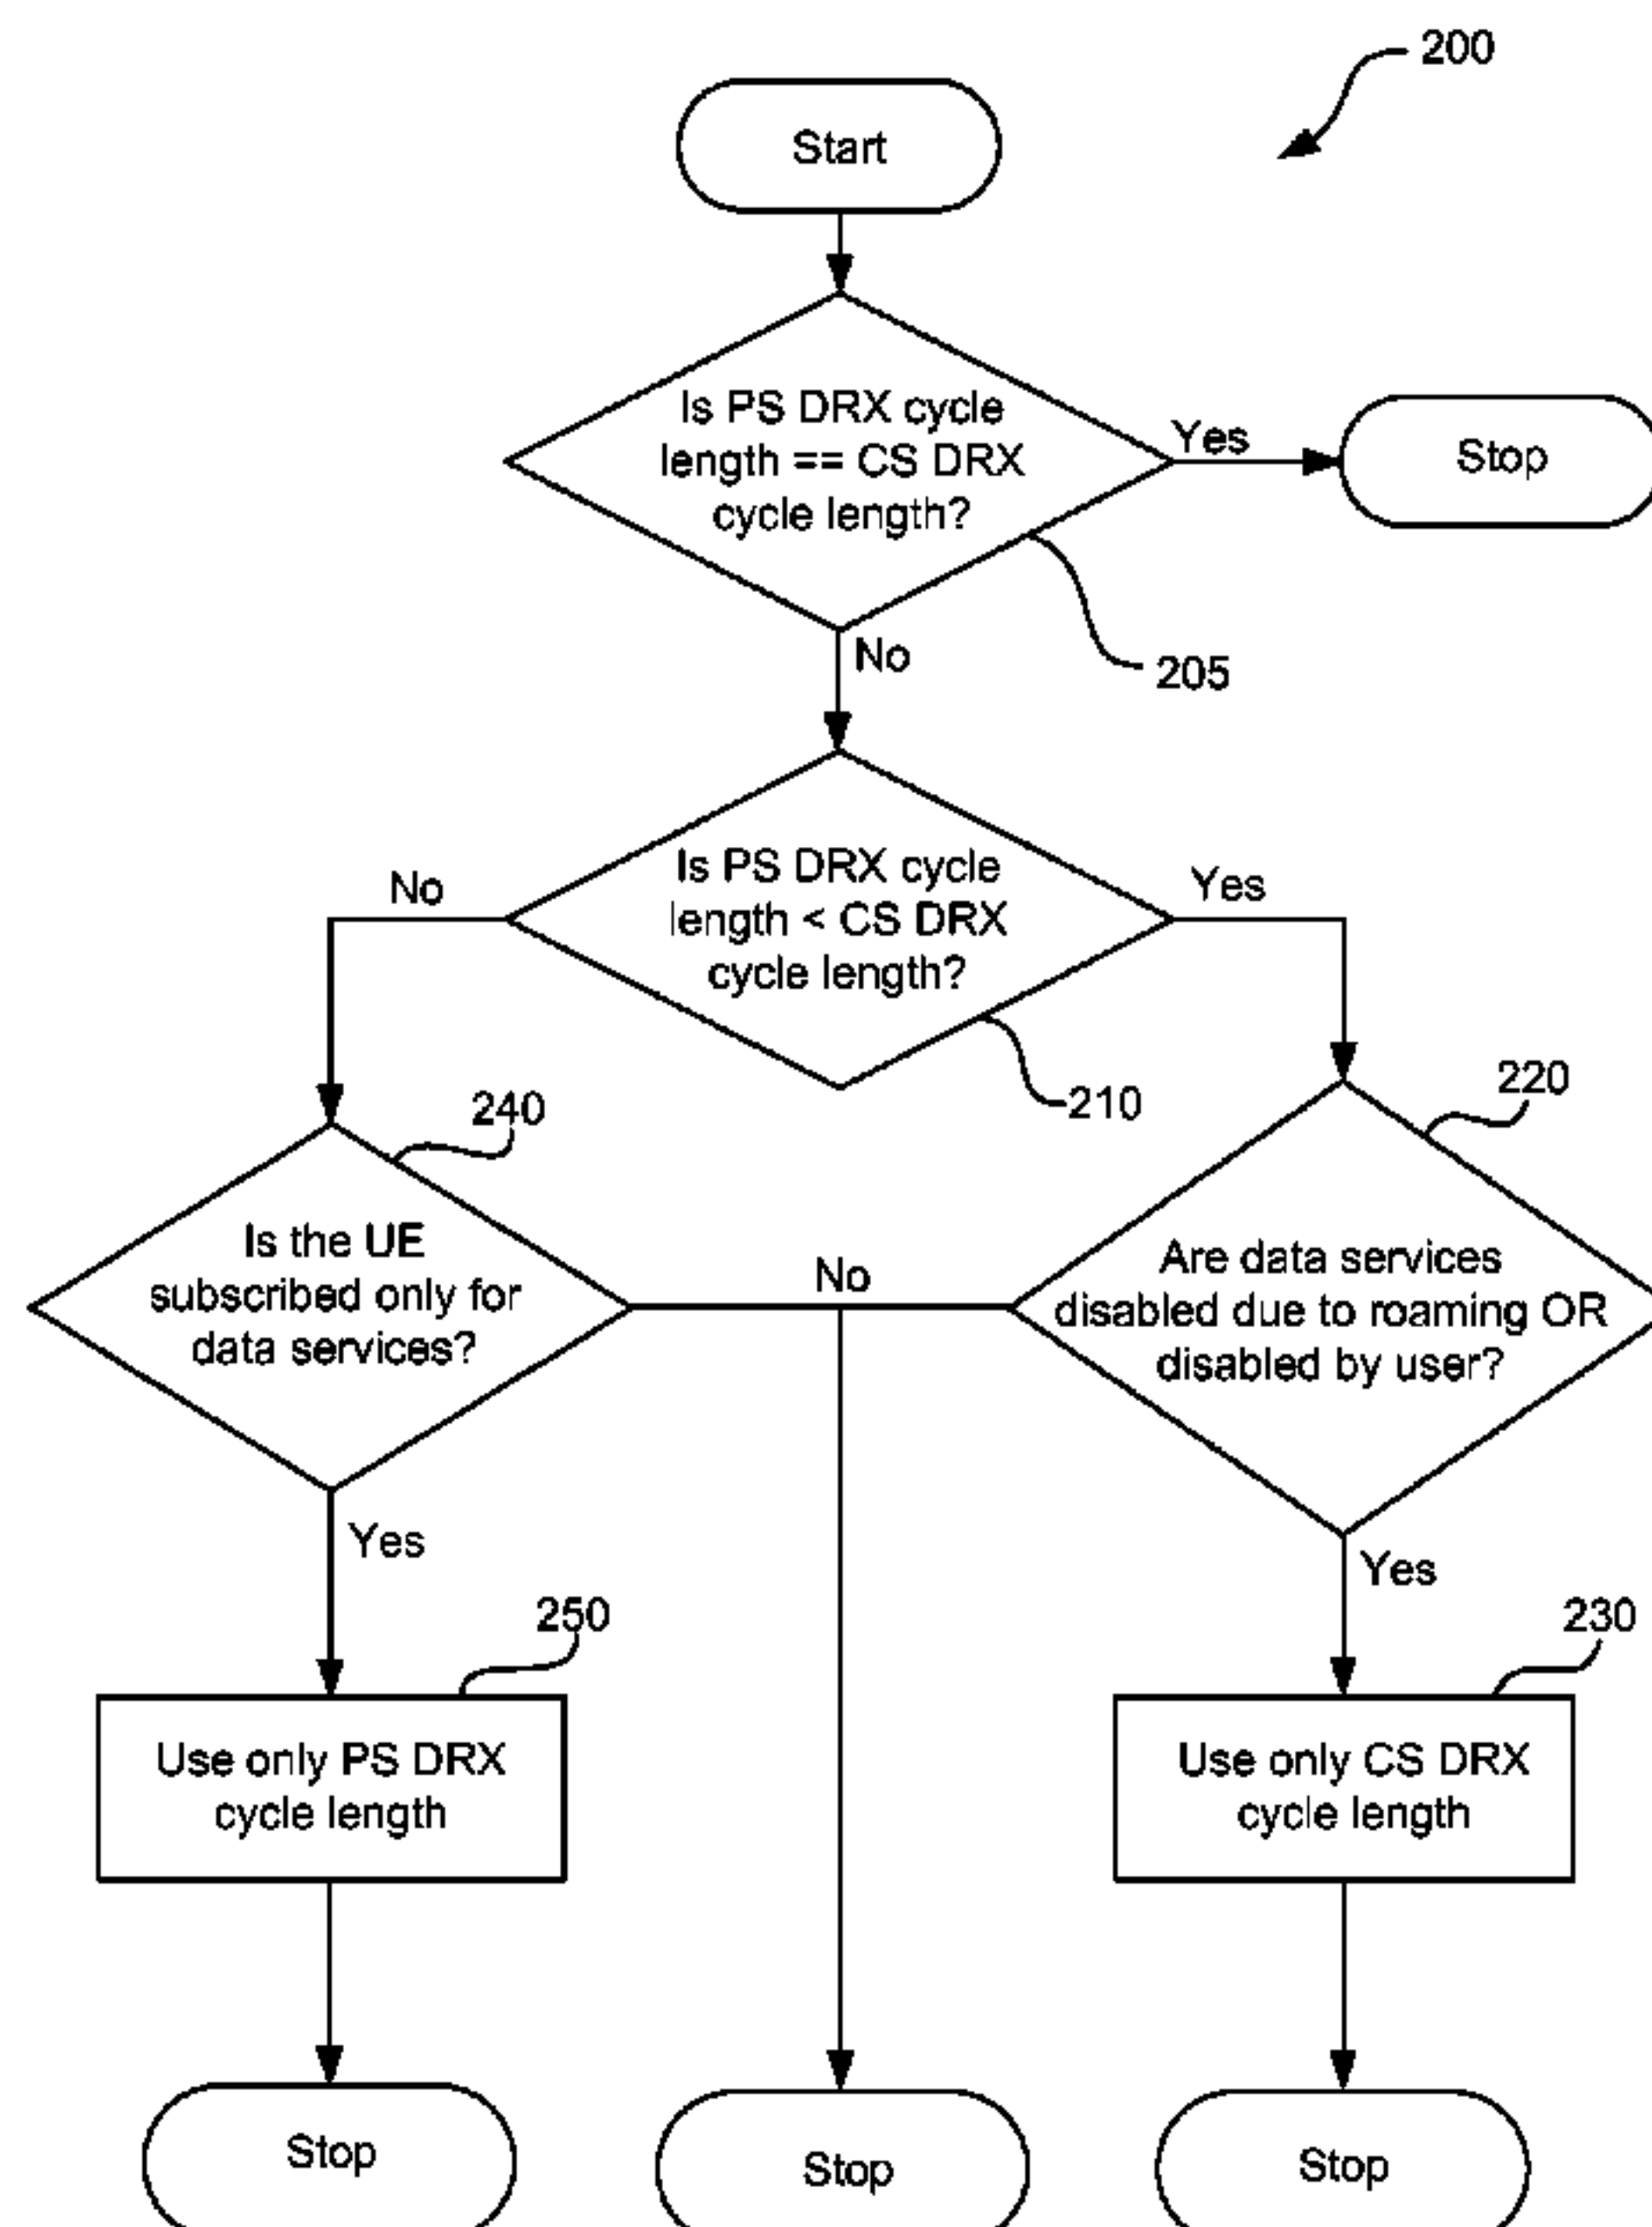 200
Start
Is PS DRX cycle
length == CS DRX
cycle length?
Yes
Stop
No
205
Is PS DRX cycle
length < CS DRX
cycle length?
No
Yes
210
240
220
Is the UE
subscribed only for
data services?
No
Are data services
disabled due to roaming OR
disabled by user?
Yes
Yes
250
230
Use only PS DRX
cycle length
Use only CS DRX
cycle length
Stop
Stop
Stop